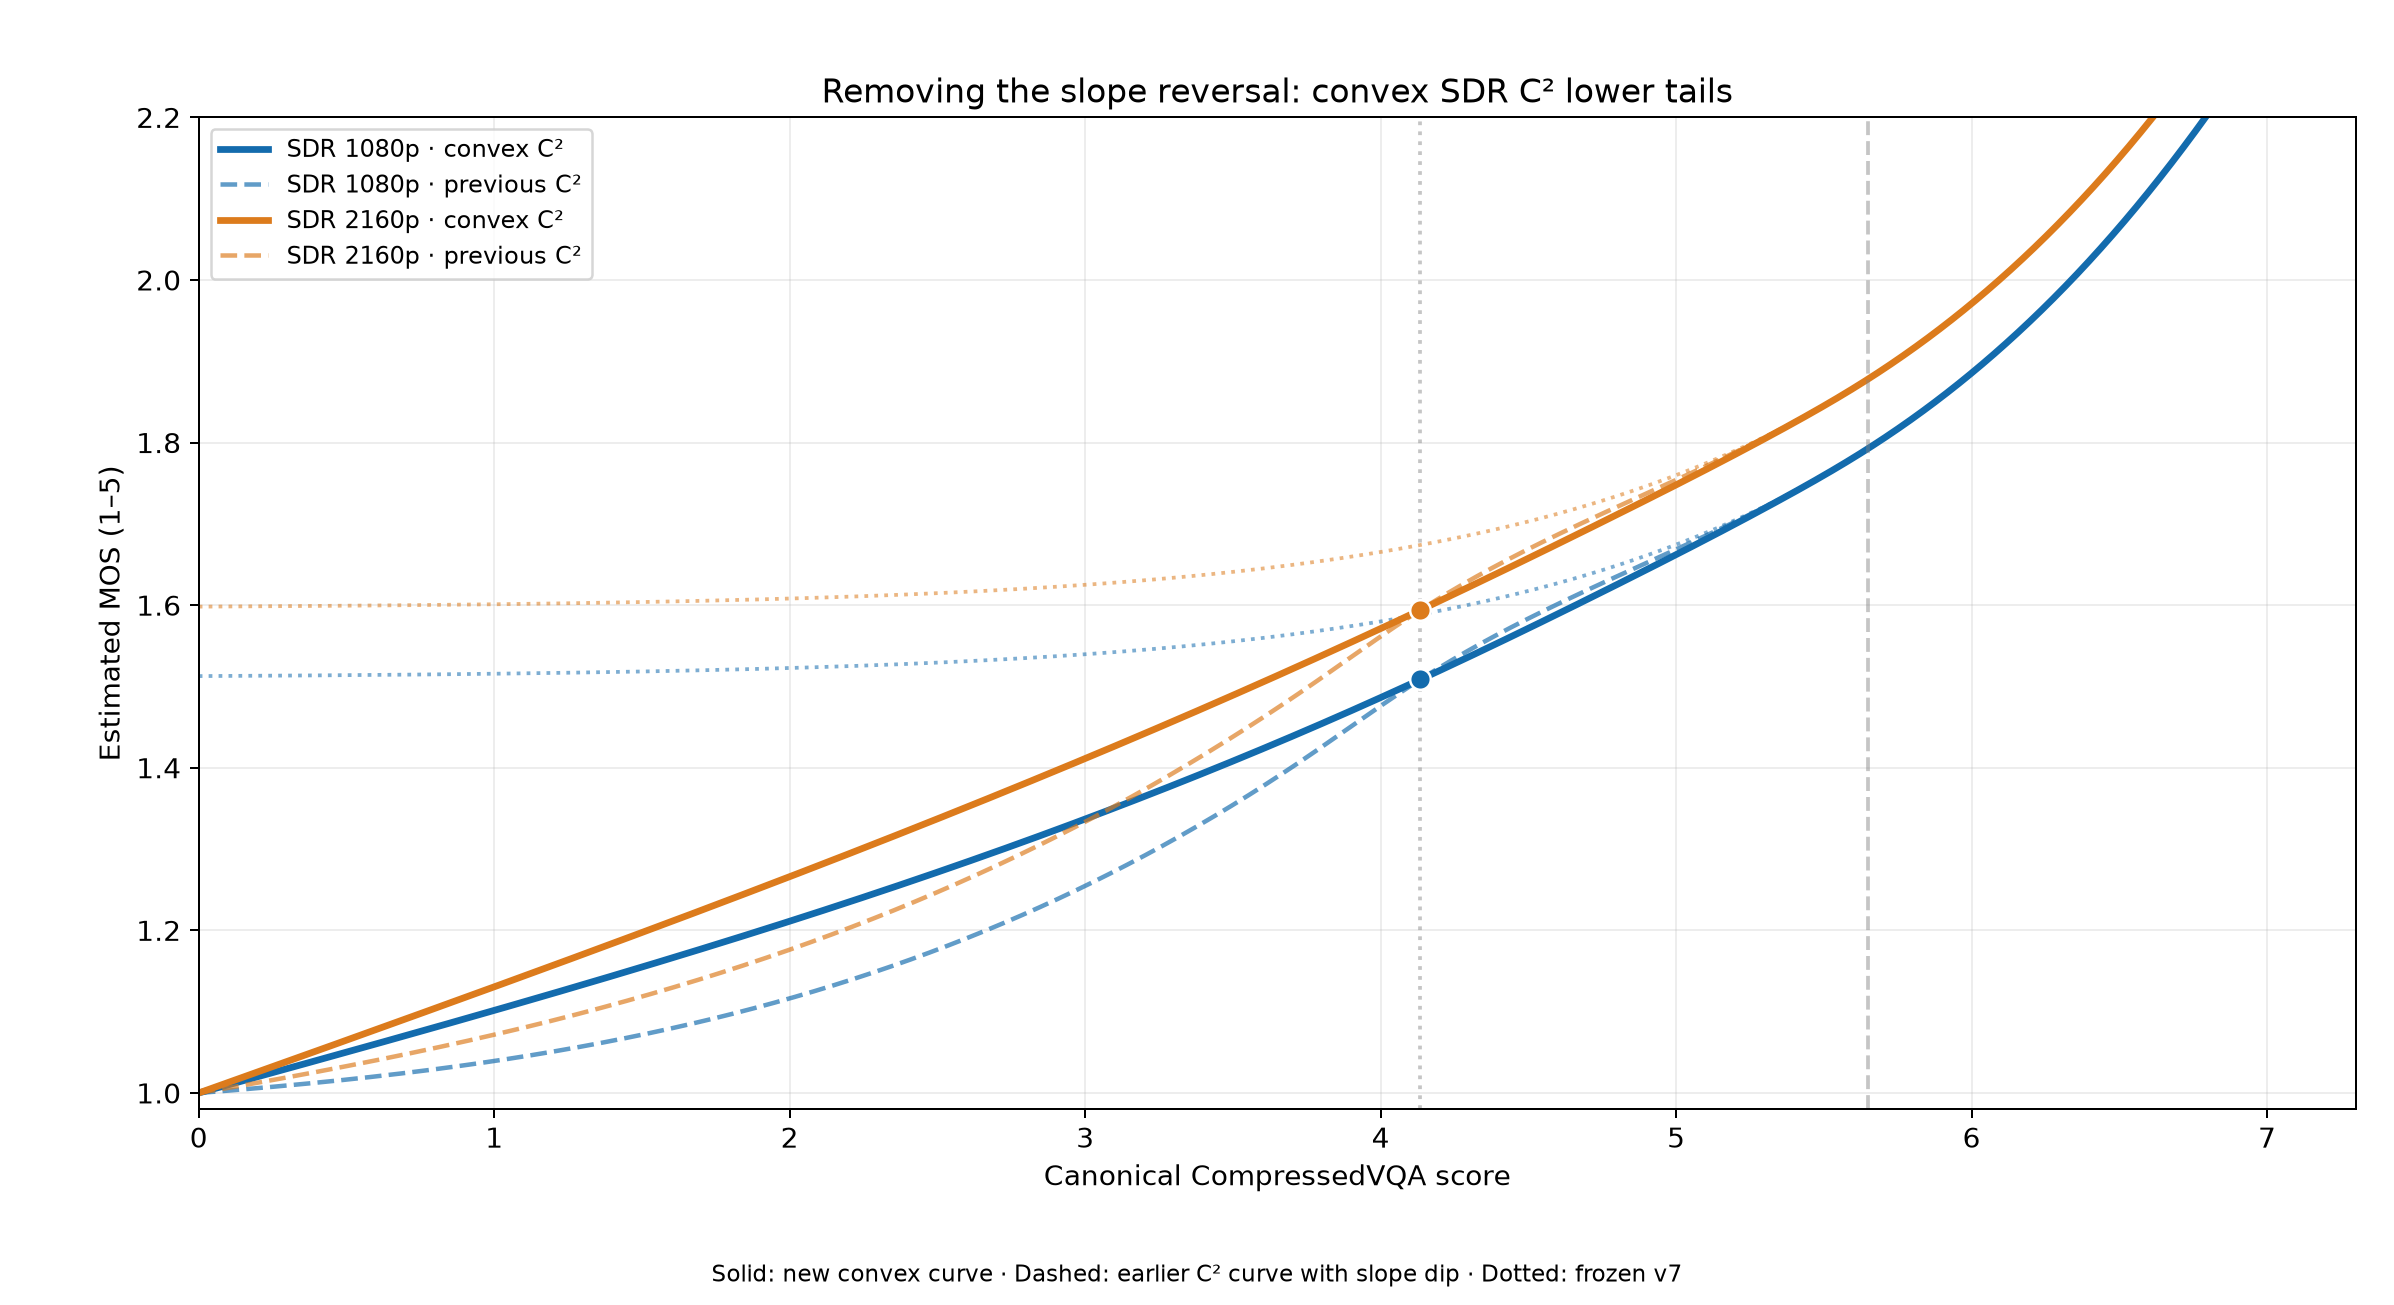 Removing the slope reversal: convex SDR C² lower tails
SDR 1080p · convex C²
SDR 1080p · previous C²
SDR 2160p · convex C²
SDR 2160p · previous C²
Estimated MOS (1–5)
2.2
2.0
1.8
1.6
1.4
1.2
1.0
0 1 2 3 4 5 6 7
Canonical CompressedVQA score
Solid: new convex curve · Dashed: earlier C² curve with slope dip · Dotted: frozen v7